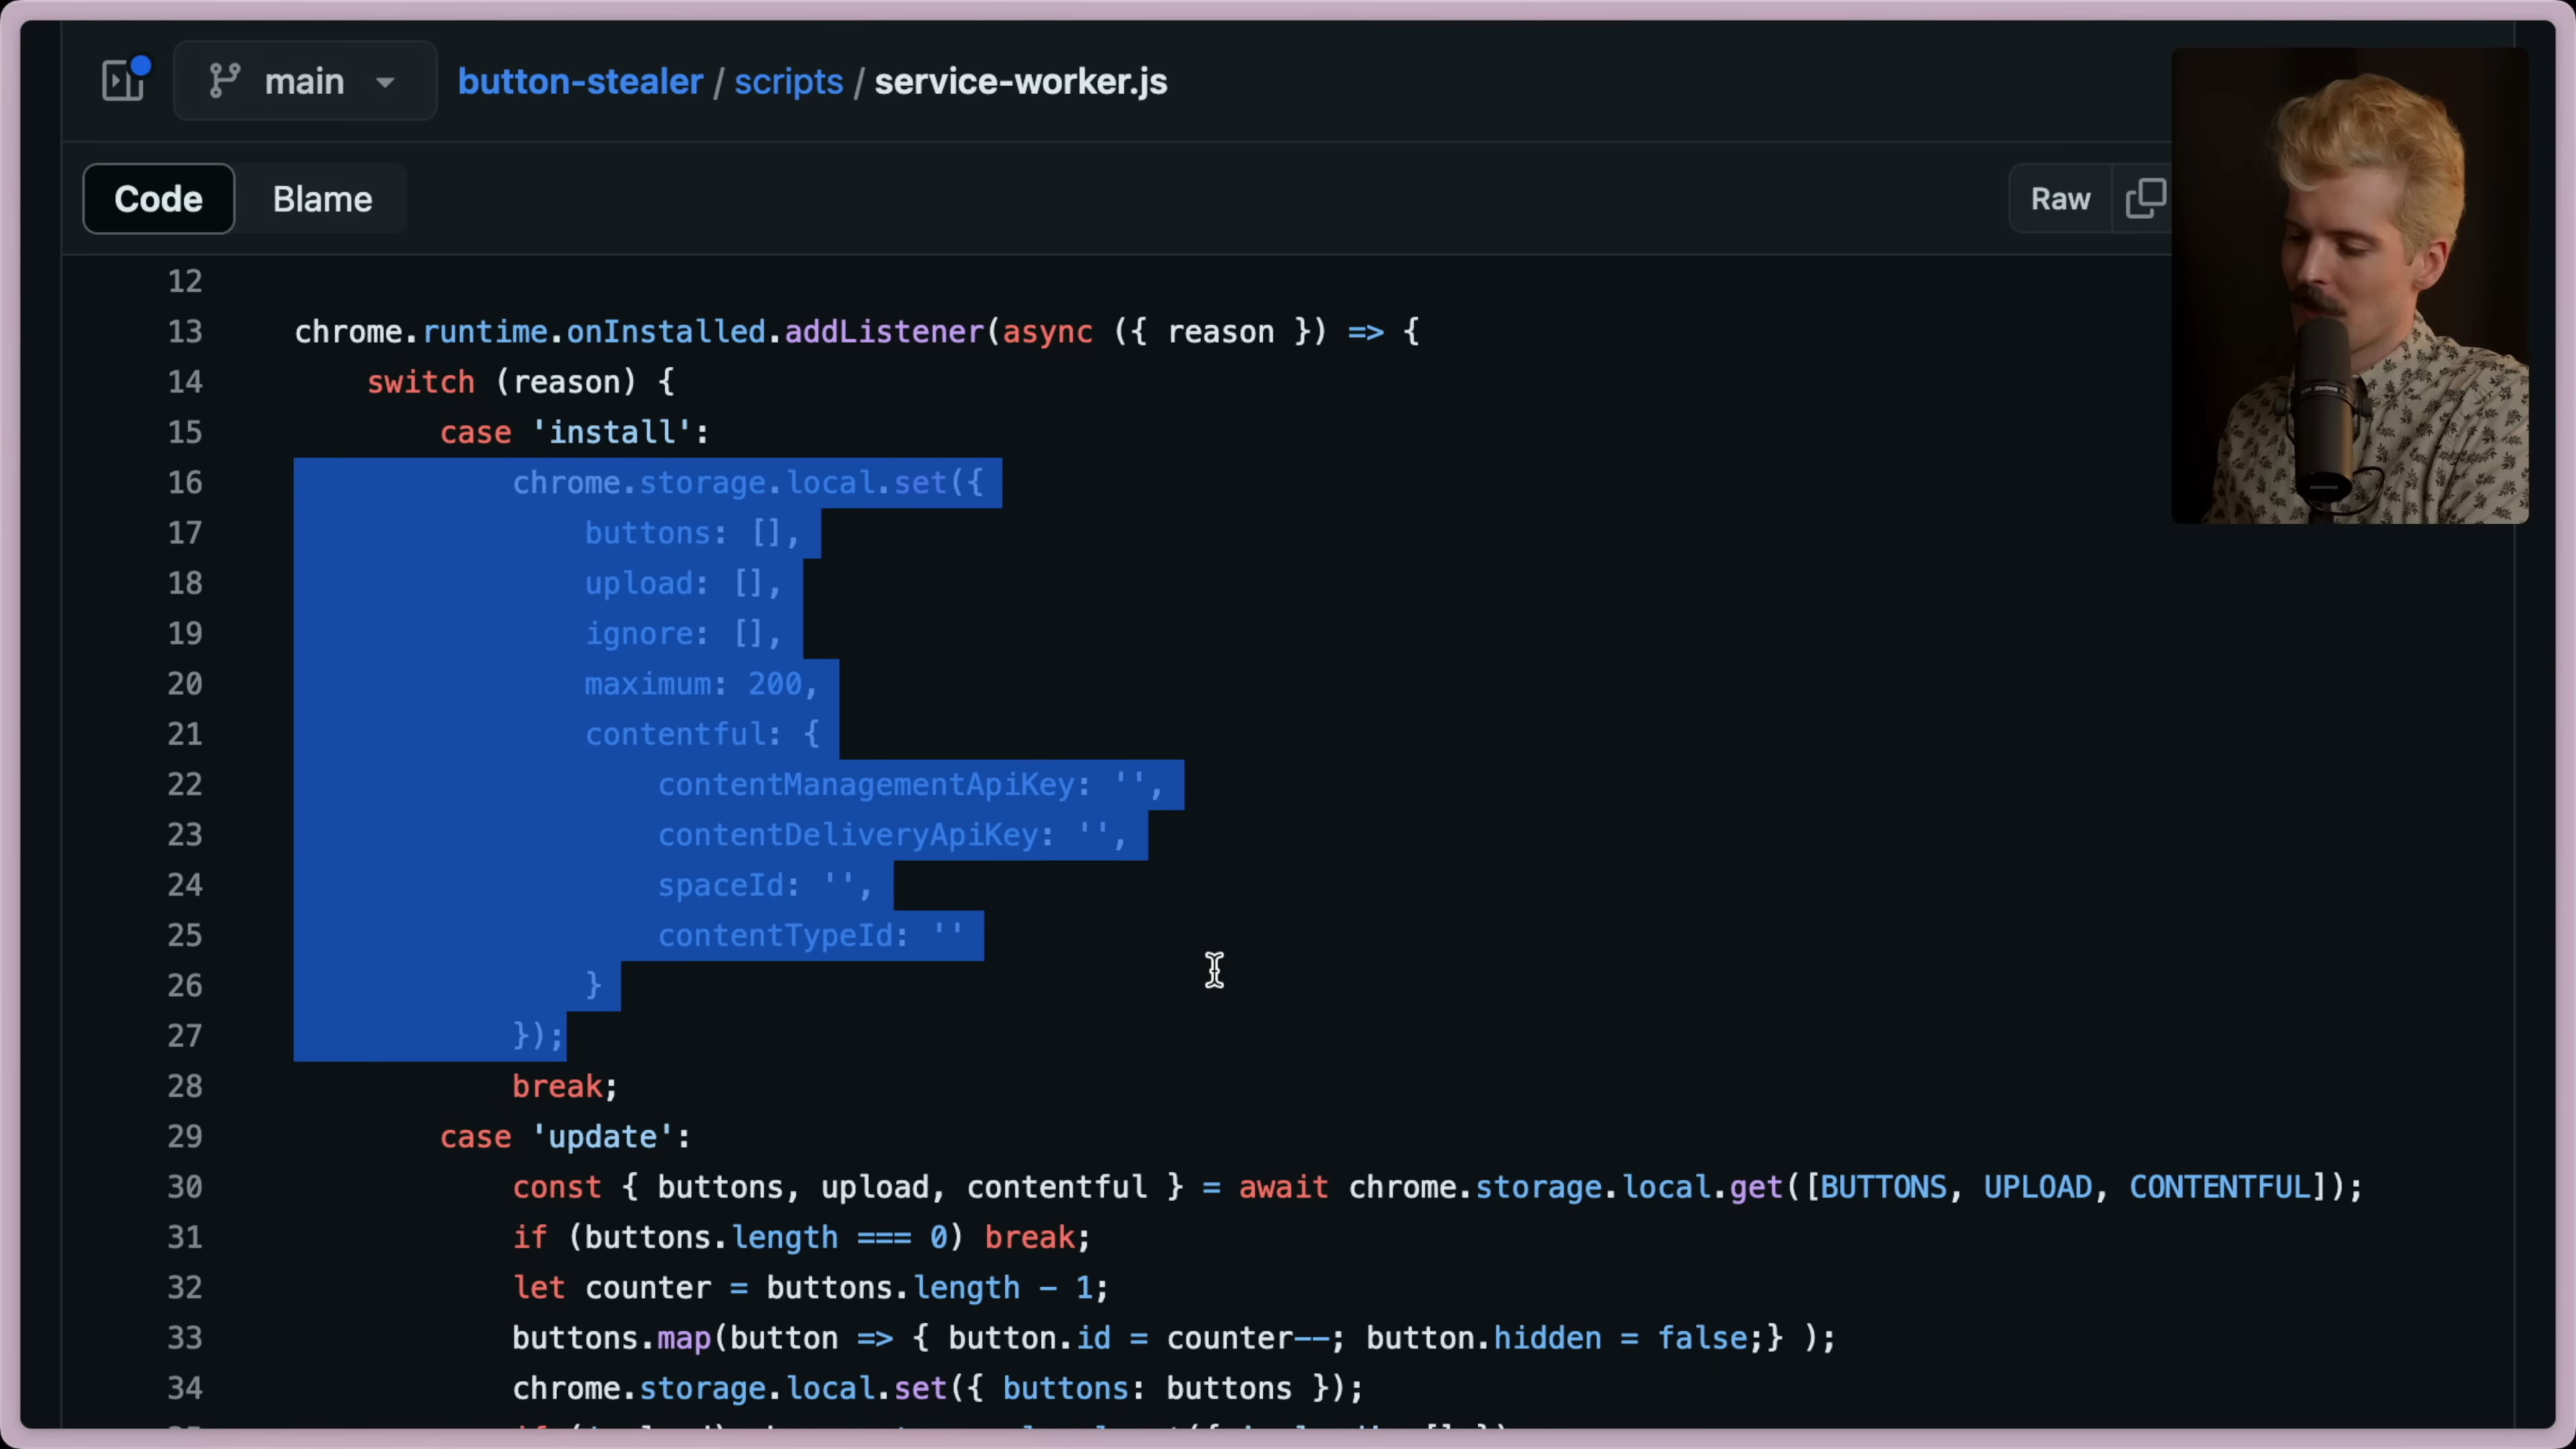 main
button-stealer / scripts / service-worker.js
Code Blame Raw
12
13 chrome.runtime.onInstalled.addListener(async ({ reason }) => {
14 switch (reason) {
15 case 'install':
16 chrome.storage.local.set({
17 buttons: [],
18 upload: [],
19 ignore: [],
20 maximum: 200,
21 contentful: {
22 contentManagementApiKey: '',
23 contentDeliveryApiKey: '',
24 spaceId: '',
25 contentTypeId: ''
26 }
27 });
28 break;
29 case 'update':
30 const { buttons, upload, contentful } = await chrome.storage.local.get([BUTTONS, UPLOAD, CONTENTFUL]);
31 if (buttons.length === 0) break;
32 let counter = buttons.length - 1;
33 buttons.map(button => { button.id = counter--; button.hidden = false;} );
34 chrome.storage.local.set({ buttons: buttons });